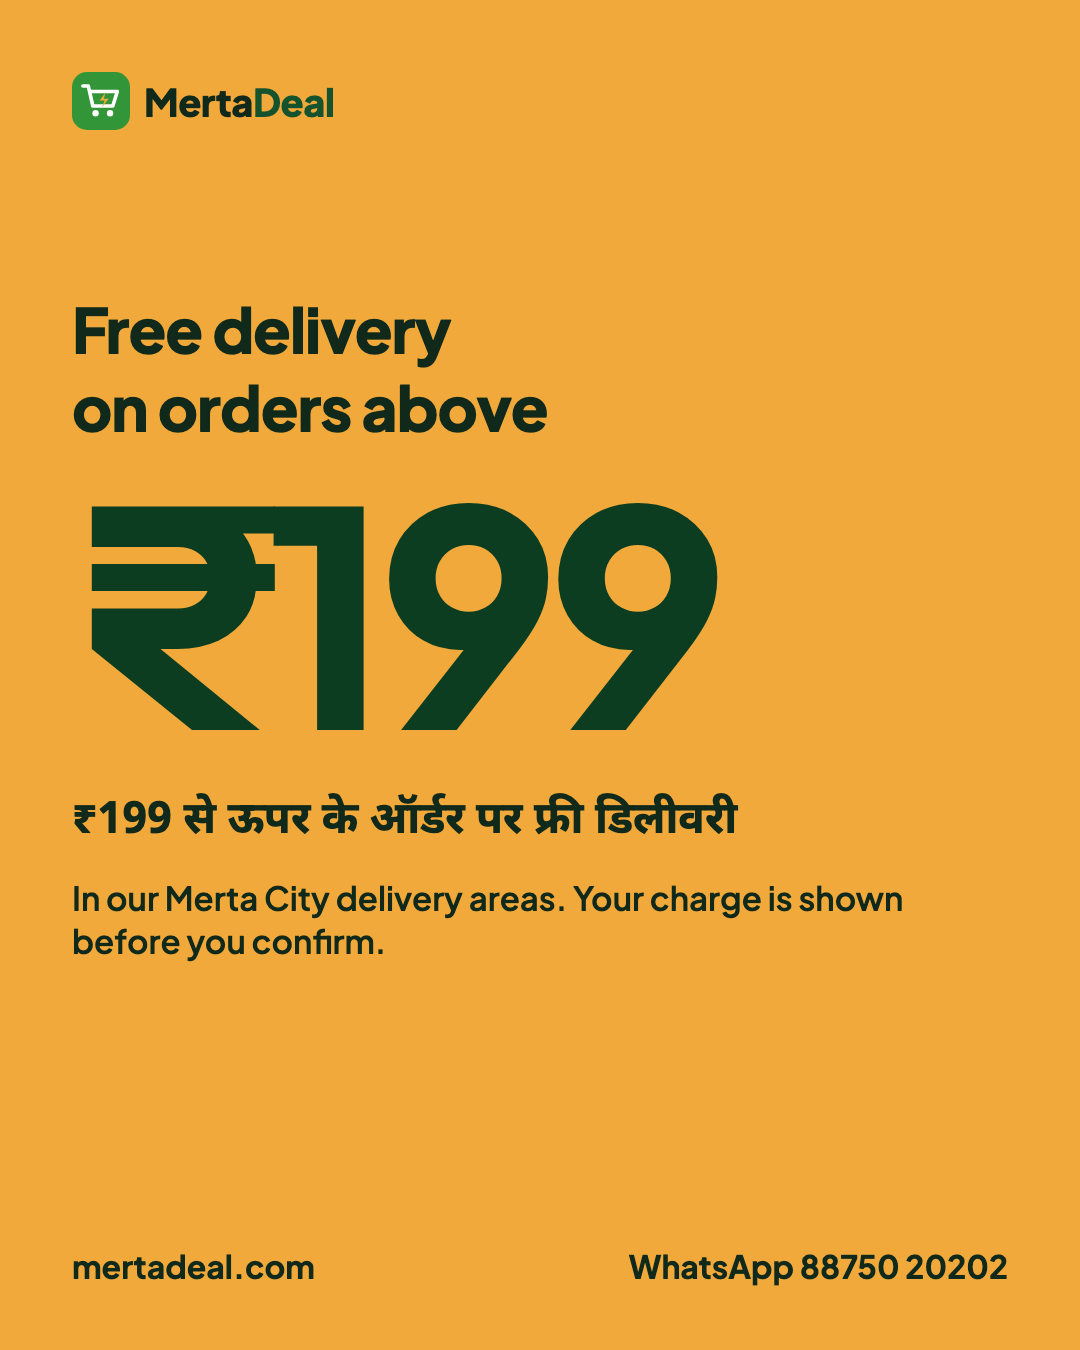 MertaDeal
Free delivery
on orders above
₹199
₹199 से ऊपर के ऑर्डर पर फ्री डिलीवरी
In our Merta City delivery areas. Your charge is shown
before you confirm.
mertadeal.com
WhatsApp 88750 20202